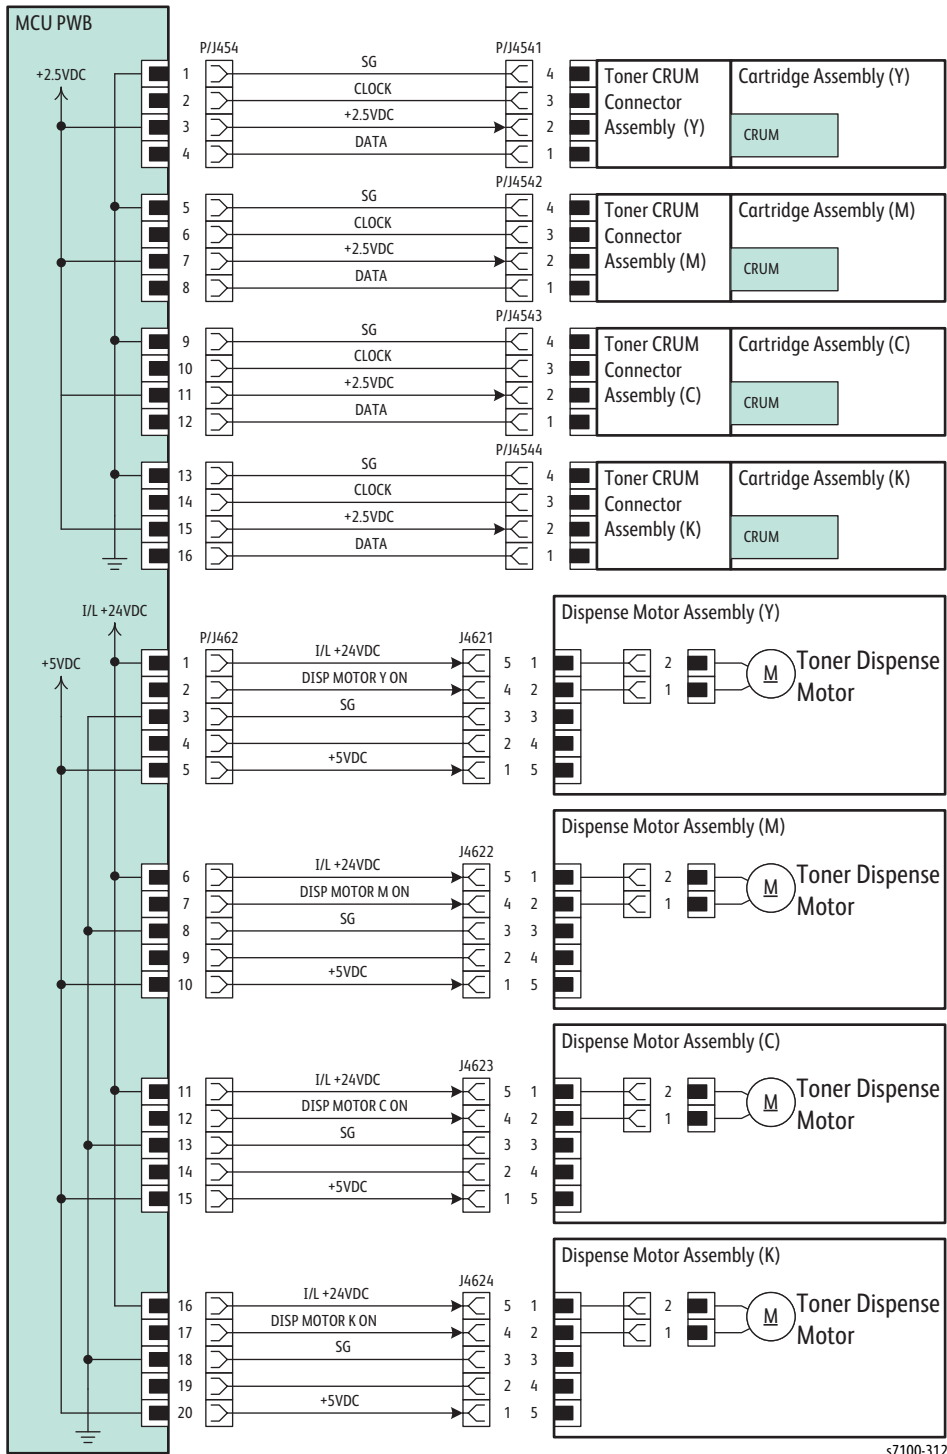 MCU PWB
P/J454
P/J4541
+2.5VDC
1 SG 4
2 CLOCK 3
3 +2.5VDC 2
4 DATA 1
Toner CRUM
Connector
Assembly (Y)
Cartridge Assembly (Y)
CRUM
P/J4542
5 SG 4
6 CLOCK 3
7 +2.5VDC 2
8 DATA 1
Toner CRUM
Connector
Assembly (M)
Cartridge Assembly (M)
CRUM
P/J4543
9 SG 4
10 CLOCK 3
11 +2.5VDC 2
12 DATA 1
Toner CRUM
Connector
Assembly (C)
Cartridge Assembly (C)
CRUM
P/J4544
13 SG 4
14 CLOCK 3
15 +2.5VDC 2
16 DATA 1
Toner CRUM
Connector
Assembly (K)
Cartridge Assembly (K)
CRUM
I/L +24VDC
+5VDC
P/J462
J4621
Dispense Motor Assembly (Y)
1 I/L +24VDC 5 1 2
2 DISP MOTOR Y ON 4 2 1
3 SG 3 3
4 2 4
5 +5VDC 1 5
M
Toner Dispense
Motor
J4622
Dispense Motor Assembly (M)
6 I/L +24VDC 5 1 2
7 DISP MOTOR M ON 4 2 1
8 SG 3 3
9 2 4
10 +5VDC 1 5
M
Toner Dispense
Motor
J4623
Dispense Motor Assembly (C)
11 I/L +24VDC 5 1 2
12 DISP MOTOR C ON 4 2 1
13 SG 3 3
14 2 4
15 +5VDC 1 5
M
Toner Dispense
Motor
J4624
Dispense Motor Assembly (K)
16 I/L +24VDC 5 1 2
17 DISP MOTOR K ON 4 2 1
18 SG 3 3
19 2 4
20 +5VDC 1 5
M
Toner Dispense
Motor
s7100-312